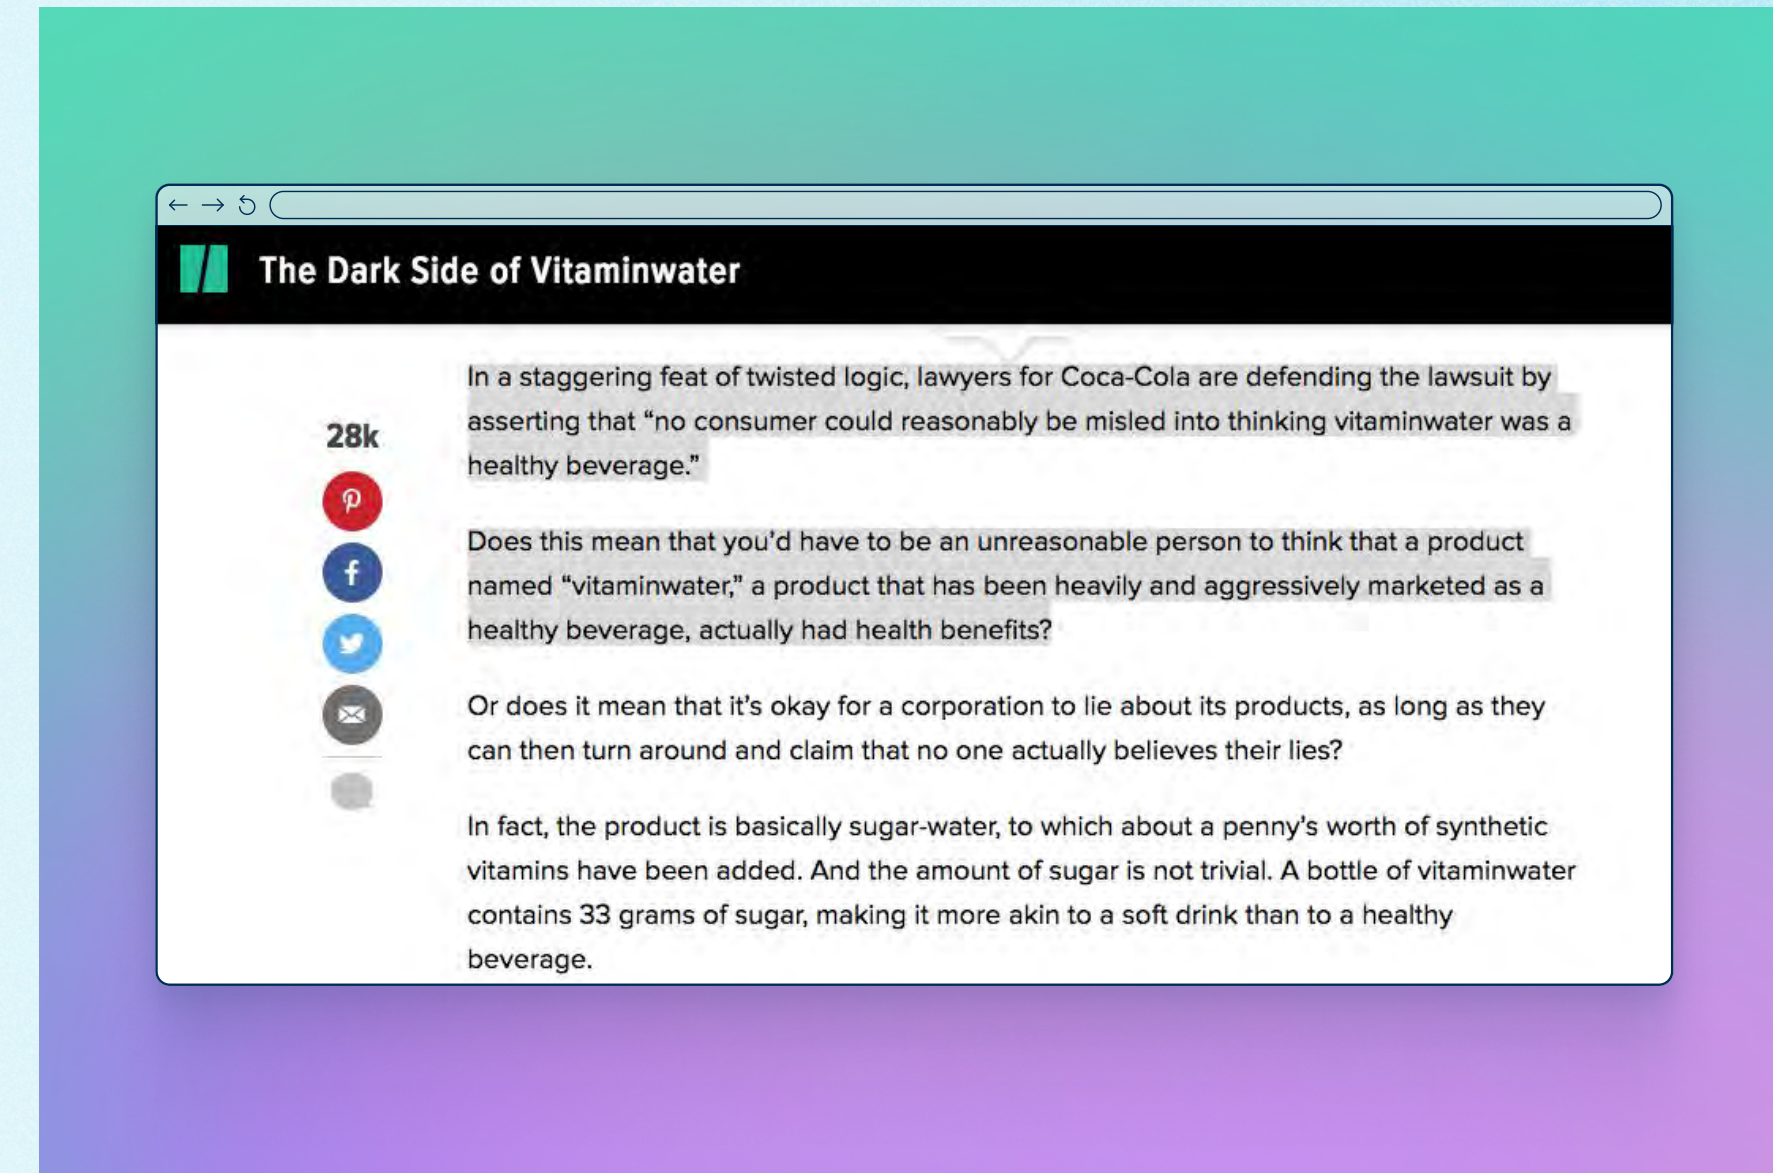 The Dark Side of Vitaminwater
In a staggering feat of twisted logic, lawyers for Coca-Cola are defending the lawsuit by
asserting that “no consumer could reasonably be misled into thinking vitaminwater was a
healthy beverage.”
28k
Does this mean that you’d have to be an unreasonable person to think that a product
named “vitaminwater,” a product that has been heavily and aggressively marketed as a
healthy beverage, actually had health benefits?
Or does it mean that it’s okay for a corporation to lie about its products, as long as they
can then turn around and claim that no one actually believes their lies?
In fact, the product is basically sugar-water, to which about a penny’s worth of synthetic
vitamins have been added. And the amount of sugar is not trivial. A bottle of vitaminwater
contains 33 grams of sugar, making it more akin to a soft drink than to a healthy
beverage.